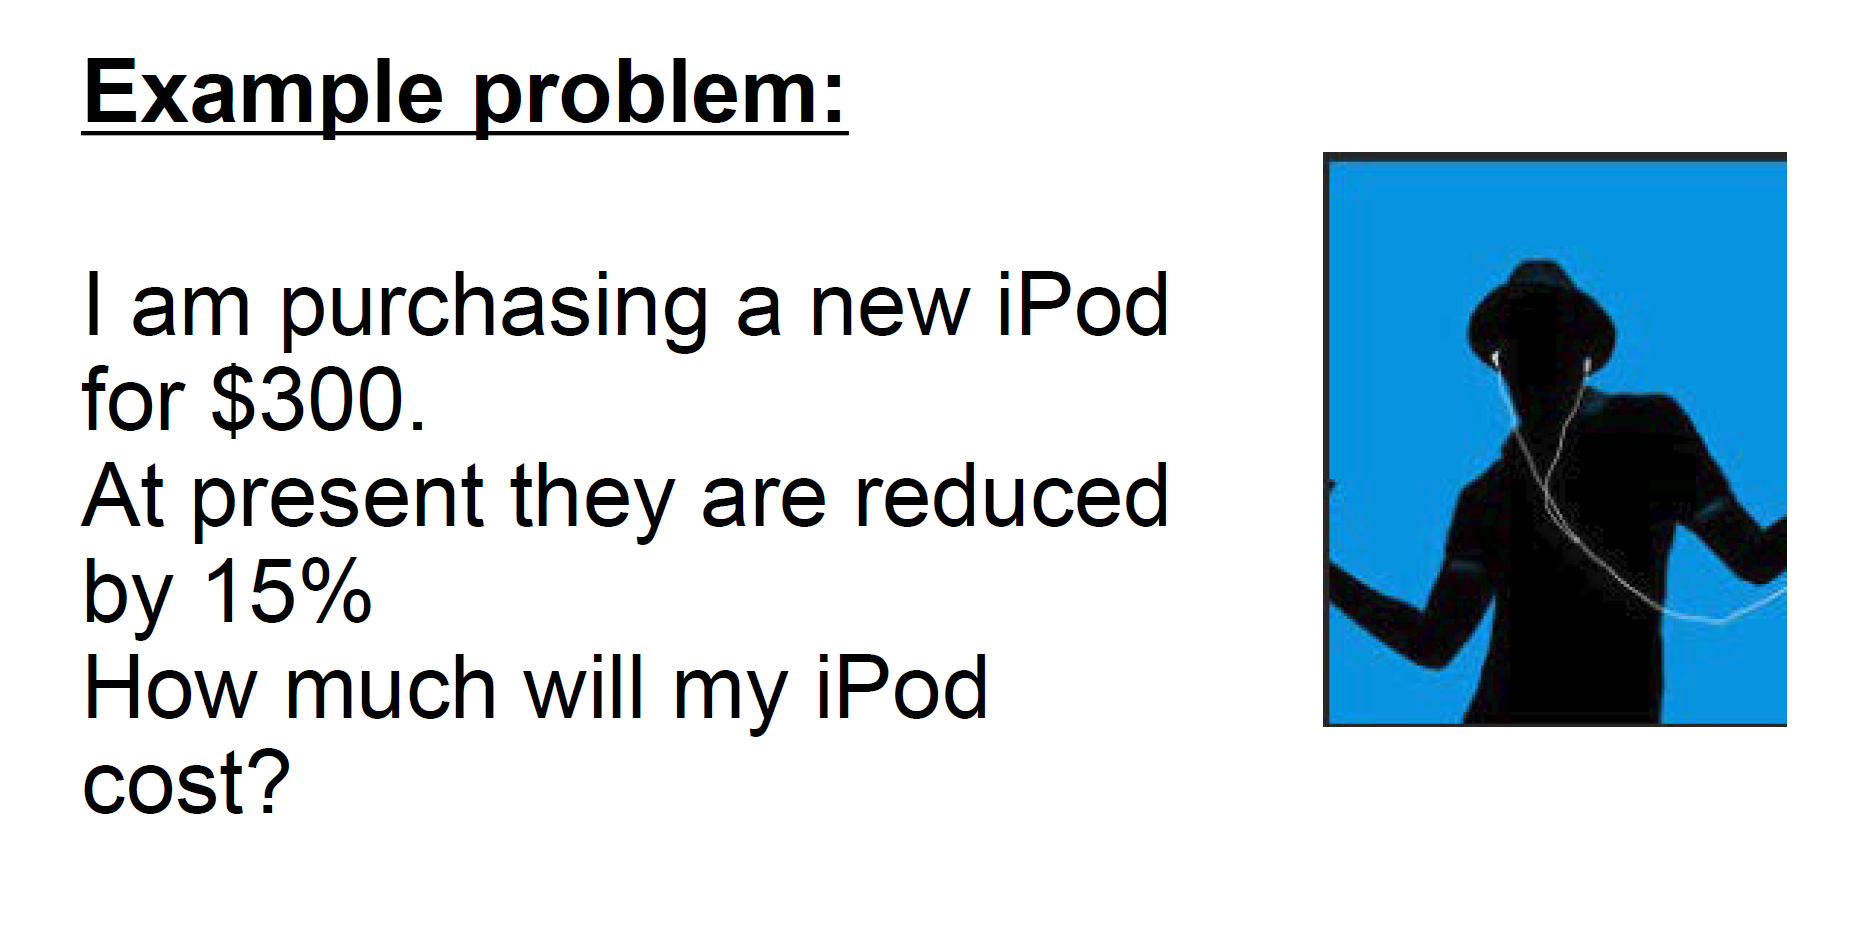 Example problem:
I am purchasing a new iPod
for $300.
At present they are reduced
by 15%
How much will my iPod
cost?